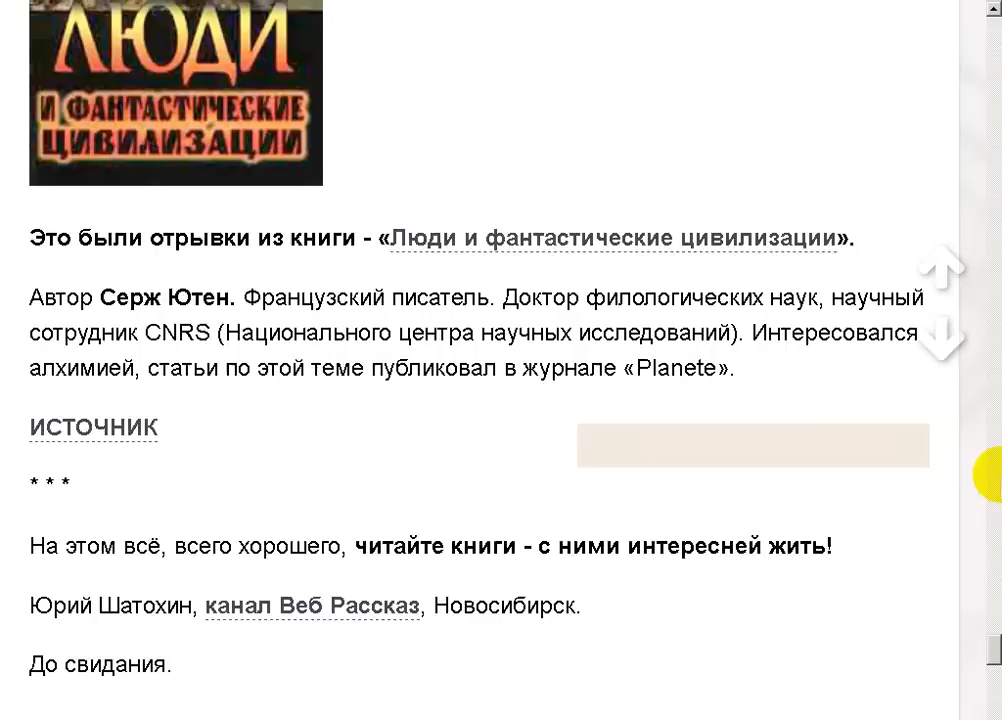 ЛЮДИ
И ФАНТАСТИЧЕСКИЕ
ЦИВИЛИЗАЦИИ
Это были отрывки из книги - «Люди и фантастические цивилизации».
Автор Серж Ютен. Французский писатель. Доктор филологических наук, научный
сотрудник CNRS (Национального центра научных исследований). Интересовался
алхимией, статьи по этой теме публиковал в журнале «Planete».
ИСТОЧНИК
* * *
На этом всё, всего хорошего, читайте книги - с ними интересней жить!
Юрий Шатохин, канал Веб Рассказ, Новосибирск.
До свидания.